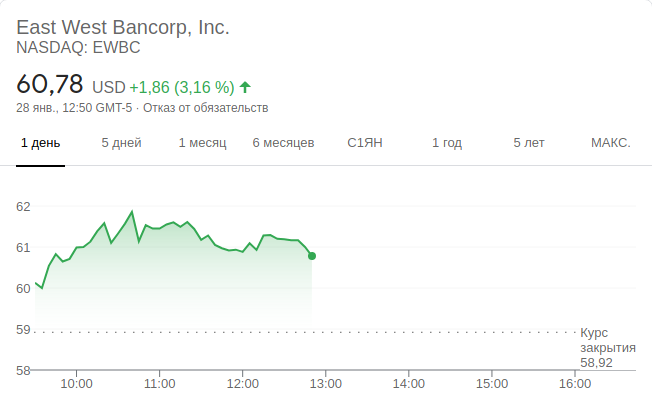 East West Bancorp, Inc.
NASDAQ: EWBC
60,78 USD +1,86 (3,16 %)
28 янв., 12:50 GMT-5 · Отказ от обязательств
1 день 5 дней 1 месяц 6 месяцев С1ЯН 1 год 5 лет МАКС.
62
61
60
59
58
Курс
закрытия
58,92
10:00 11:00 12:00 13:00 14:00 15:00 16:00